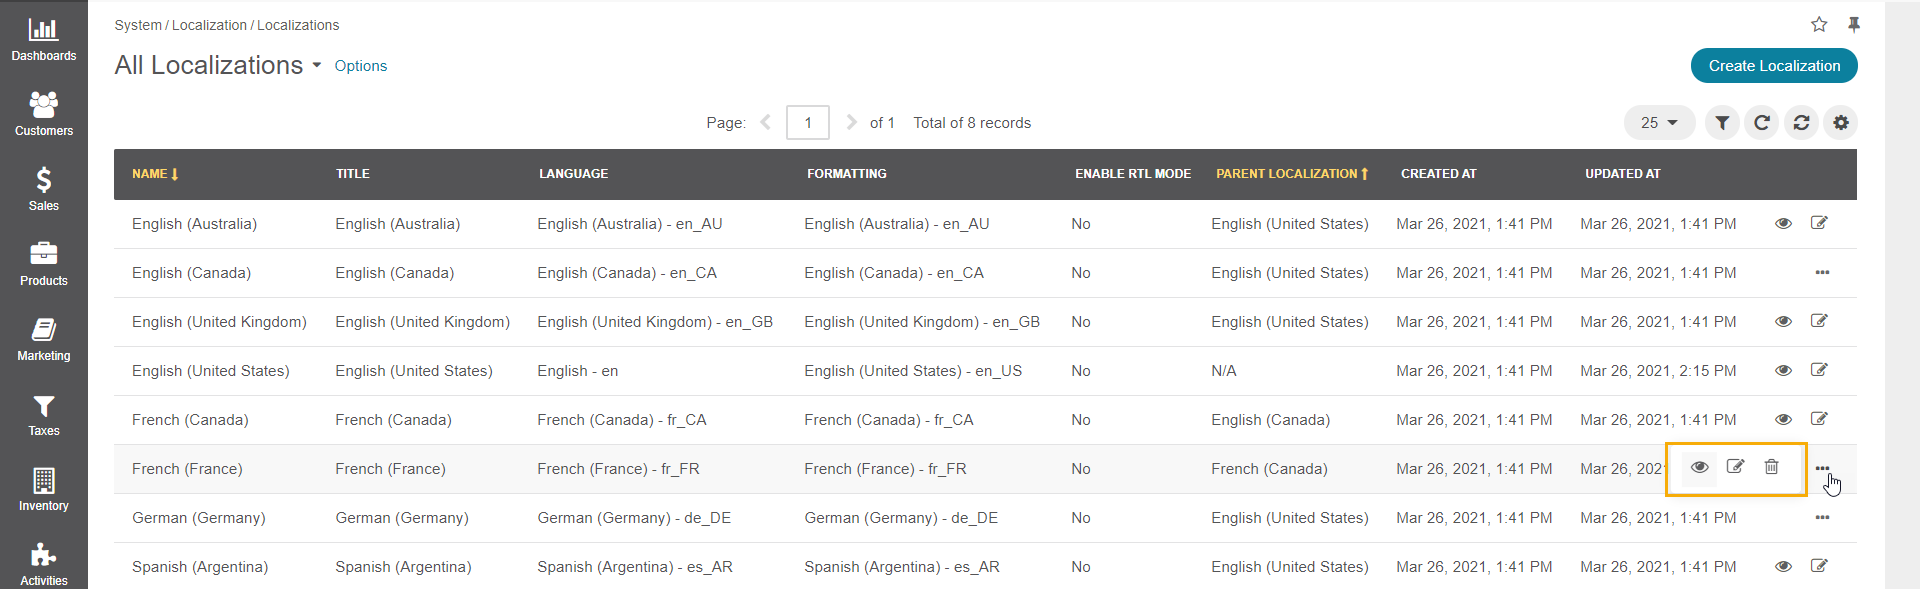 Dashboards
Customers
Sales
Products
Marketing
Taxes
Inventory
Activities
System / Localization / Localizations
All Localizations Options
Create Localization
Page: 1 of 1 Total of 8 records
25
NAME TITLE LANGUAGE FORMATTING ENABLE RTL MODE PARENT LOCALIZATION CREATED AT UPDATED AT
English (Australia) English (Australia) English (Australia) - en_AU English (Australia) - en_AU No English (United States) Mar 26, 2021, 1:41 PM Mar 26, 2021, 1:41 PM
English (Canada) English (Canada) English (Canada) - en_CA English (Canada) - en_CA No English (United States) Mar 26, 2021, 1:41 PM Mar 26, 2021, 1:41 PM
English (United Kingdom) English (United Kingdom) English (United Kingdom) - en_GB English (United Kingdom) - en_GB No English (United States) Mar 26, 2021, 1:41 PM Mar 26, 2021, 1:41 PM
English (United States) English (United States) English - en English (United States) - en_US No N/A Mar 26, 2021, 1:41 PM Mar 26, 2021, 2:15 PM
French (Canada) French (Canada) French (Canada) - fr_CA French (Canada) - fr_CA No English (Canada) Mar 26, 2021, 1:41 PM Mar 26, 2021, 1:41 PM
French (France) French (France) French (France) - fr_FR French (France) - fr_FR No French (Canada) Mar 26, 2021, 1:41 PM Mar 26, 202
German (Germany) German (Germany) German (Germany) - de_DE German (Germany) - de_DE No English (United States) Mar 26, 2021, 1:41 PM Mar 26, 2021, 1:41 PM
Spanish (Argentina) Spanish (Argentina) Spanish (Argentina) - es_AR Spanish (Argentina) - es_AR No English (United States) Mar 26, 2021, 1:41 PM Mar 26, 2021, 1:41 PM